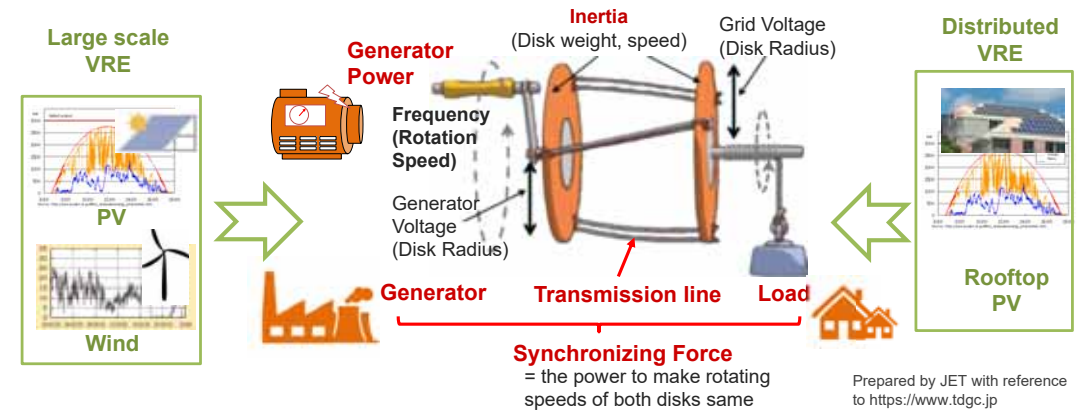 Large scale
VRE
PV
Wind
Generator
Power
Inertia
(Disk weight, speed)
Grid Voltage
(Disk Radius)
Frequency
(Rotation
Speed)
Generator
Voltage
(Disk Radius)
Generator
Transmission line
Load
Synchronizing Force
= the power to make rotating
speeds of both disks same
Distributed
VRE
Rooftop
PV
Prepared by JET with reference
to https://www.tdgc.jp